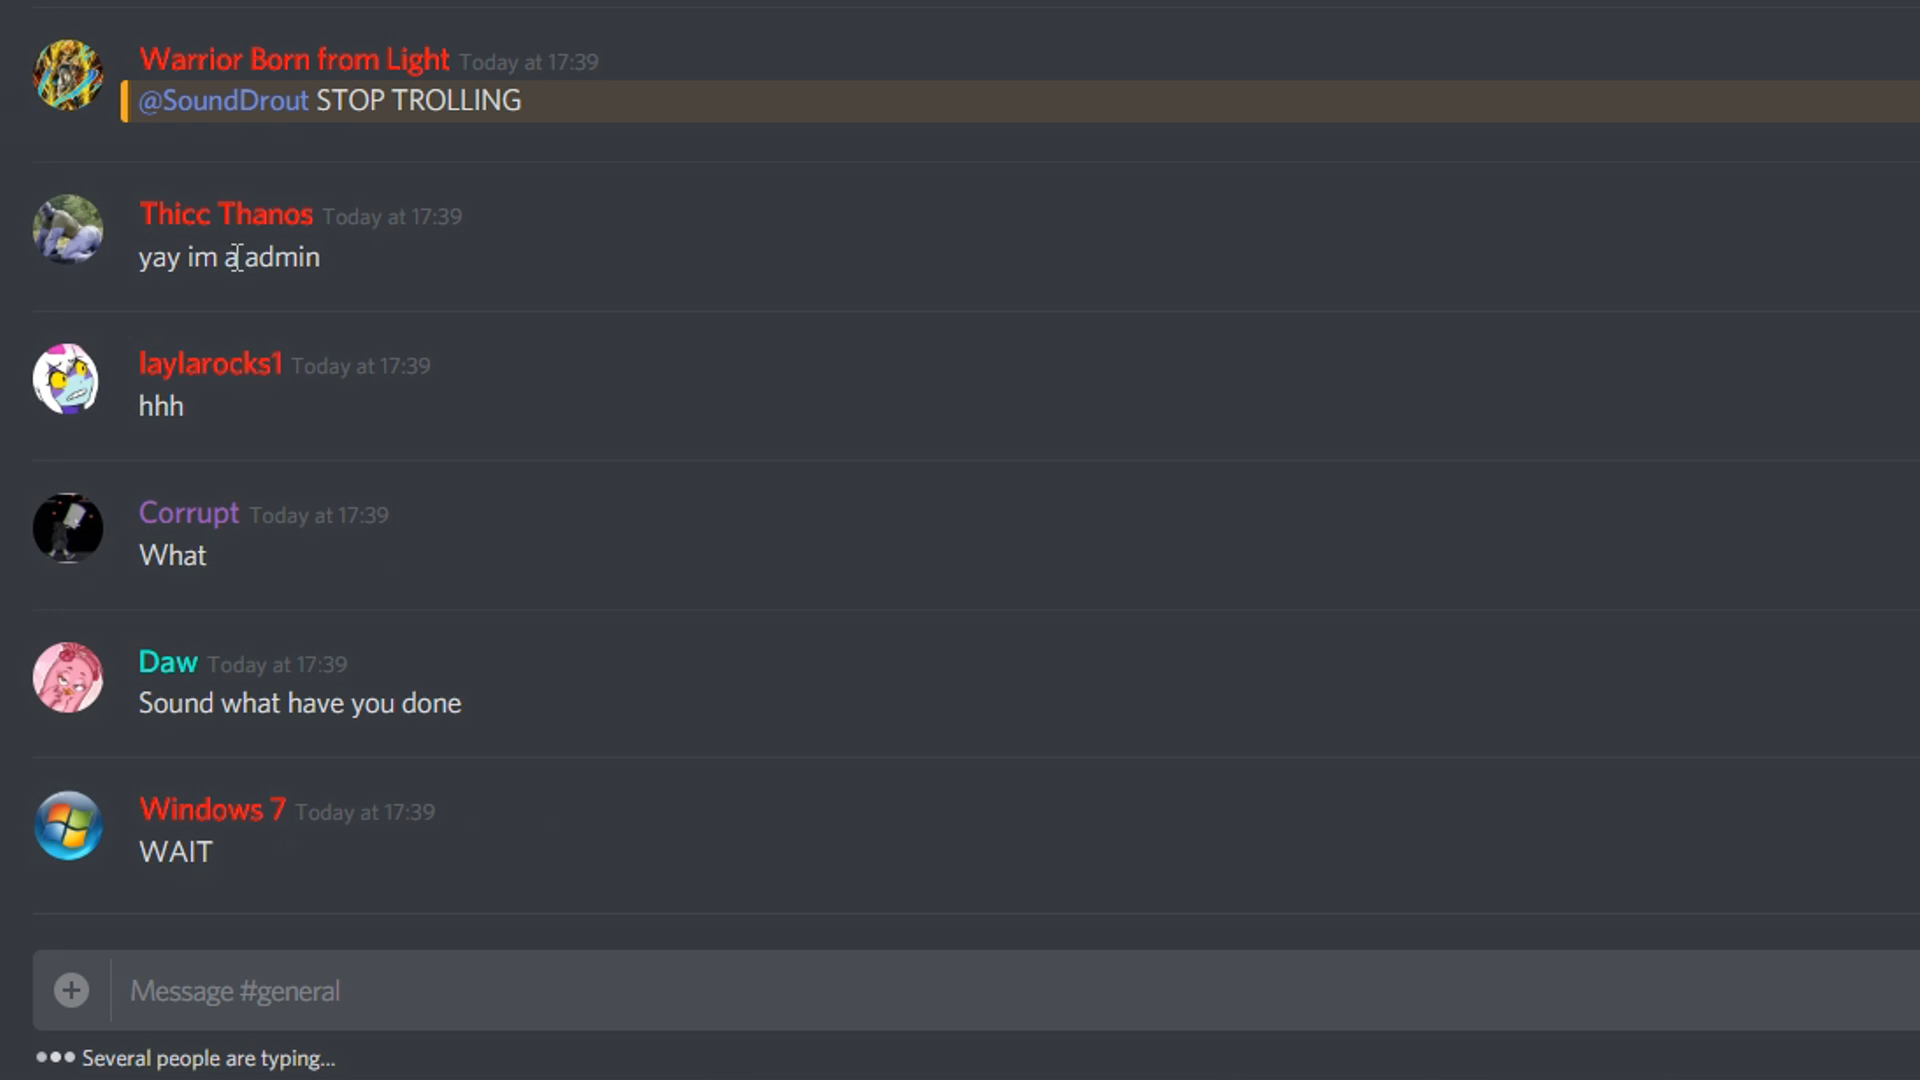 Warrior Born from Light Today at 17:39
@SoundDrout STOP TROLLING
Thicc Thanos Today at 17:39
yay im a admin
laylarocks1 Today at 17:39
hhh
Corrupt Today at 17:39
What
Daw Today at 17:39
Sound what have you done
Windows 7 Today at 17:39
WAIT
Message #general
Several people are typing...